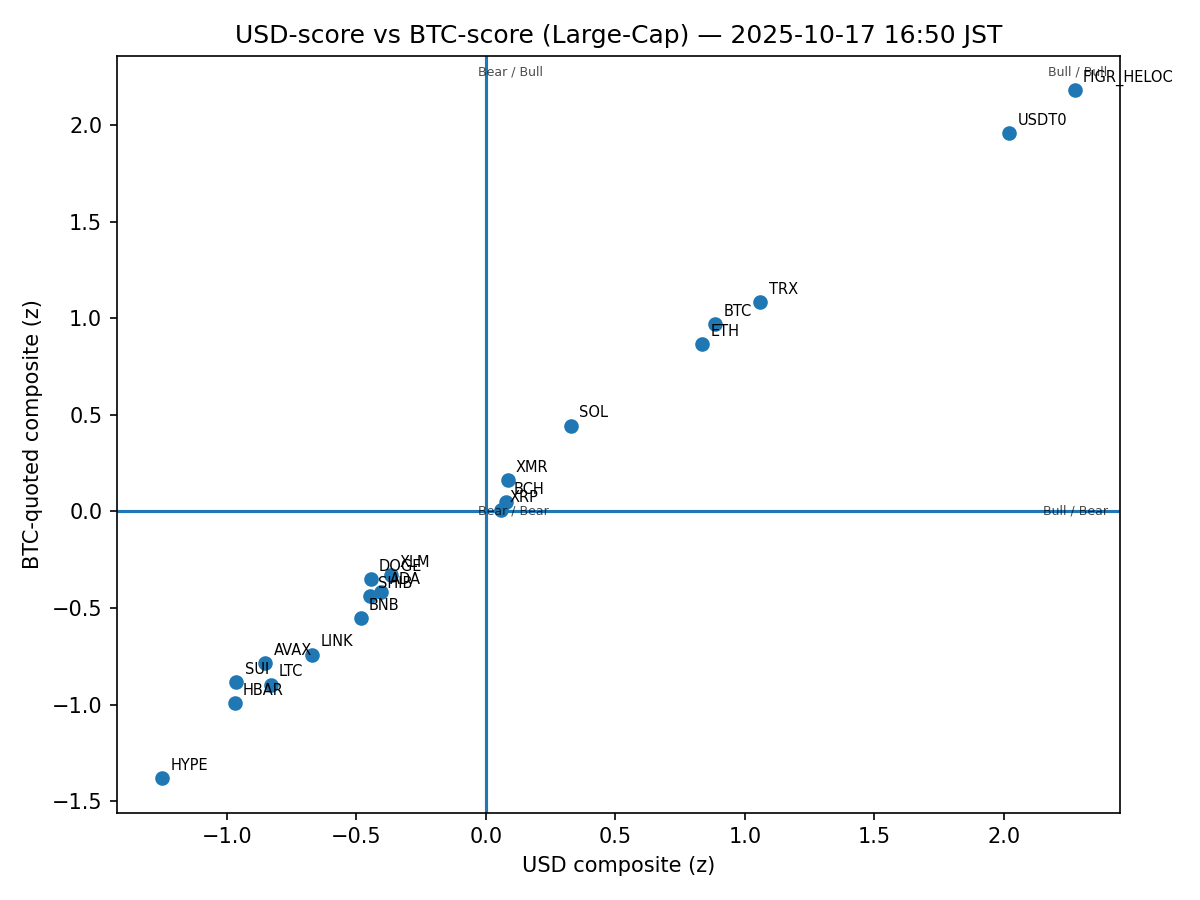 USD-score vs BTC-score (Large-Cap) — 2025-10-17 16:50 JST
Bear / Bull
Bull / Bull
FIGR_HELOC
USDT0
TRX
BTC
ETH
SOL
XMR
BCH
XRP
Bear / Bear
Bull / Bear
XLM
DOGE
ADA
SHIB
BNB
LINK
AVAX
SUI
LTC
HBAR
HYPE
2.0
1.5
1.0
0.5
0.0
−0.5
−1.0
−1.5
BTC-quoted composite (z)
−1.0
−0.5
0.0
0.5
1.0
1.5
2.0
USD composite (z)